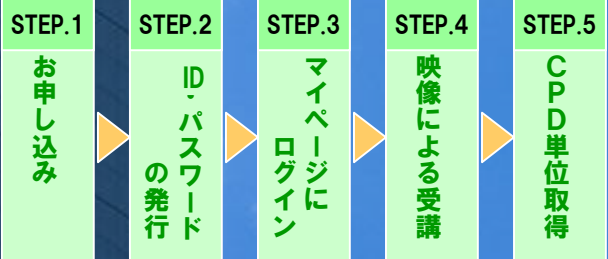 STEP.1
お申し込み
STEP.2
ID・パスワード
の発行
STEP.3
マイページに
ログイン
STEP.4
映像による受講
STEP.5
CPD単位取得